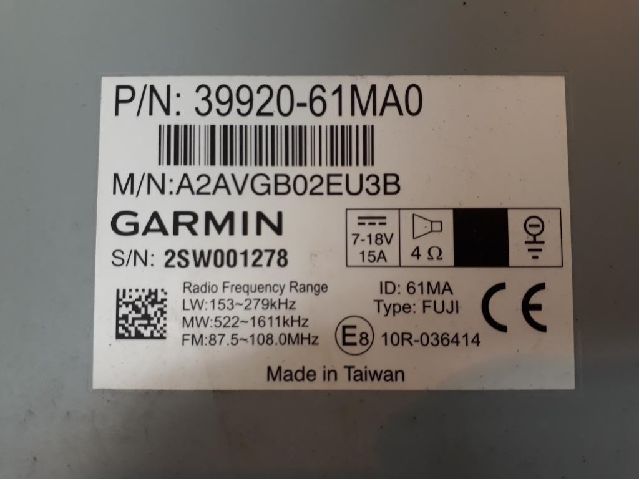 P/N: 39920-61MA0
M/N:A2AVGB02EU3B
GARMIN
7-18V
15A
4 Ω
S/N: 2SW001278
Radio Frequency Range
LW:153~279kHz
MW:522~1611kHz
FM:87.5~108.0MHz
ID: 61MA
Type: FUJI
CE
E8 10R-036414
Made in Taiwan